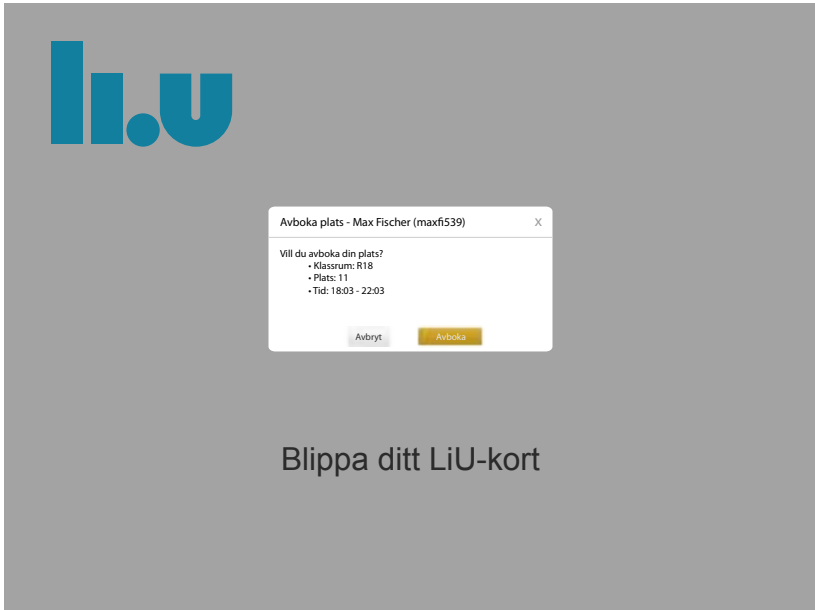 li.u
Avboka plats - Max Fischer (maxfi539) X
Vill du avboka din plats?
• Klassrum: R18
• Plats: 11
• Tid: 18:03 - 22:03
Avbryt Avboka
Blippa ditt LiU-kort